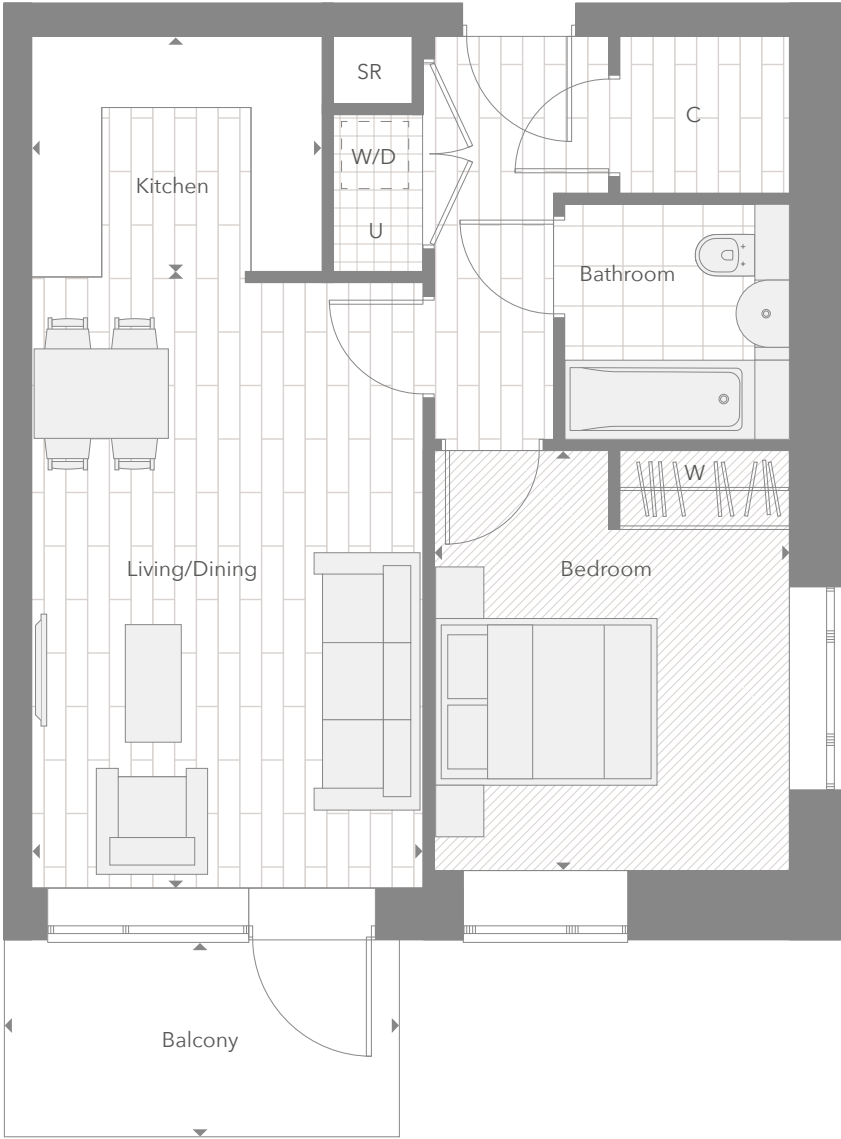 SR
C
W/D
Kitchen
U
Bathroom
W
Living/Dining
Bedroom
Balcony